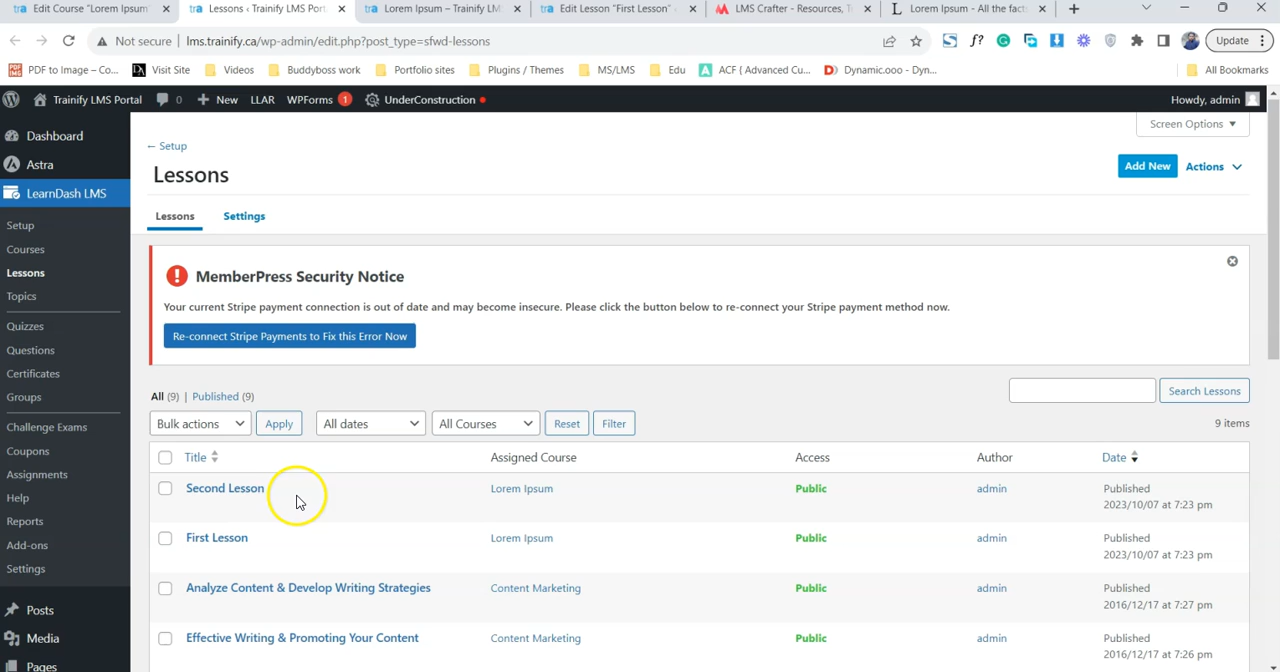 tra Edit Course "Lorem Ipsum"
tra Lessons ‹ Trainify LMS Port
tra Lorem Ipsum – Trainify LM
tra Edit Lesson "First Lesson" ‹
LMS Crafter - Resources, T
L Lorem Ipsum - All the fact
Not secure | lms.trainify.ca/wp-admin/edit.php?post_type=sfwd-lessons
f?
Update
PDF to Image – Co...
Visit Site
Videos
Buddyboss work
Portfolio sites
Plugins / Themes
MS/LMS
Edu
ACF { Advanced Cu...
Dynamic.ooo - Dyn...
All Bookmarks
Trainify LMS Portal
0
New
LLAR
WPForms 1
UnderConstruction
Howdy, admin
Dashboard
Astra
LearnDash LMS
Setup
Courses
Lessons
Topics
Quizzes
Questions
Certificates
Groups
Challenge Exams
Coupons
Assignments
Help
Reports
Add-ons
Settings
Posts
Media
Pages
Screen Options
← Setup
Lessons
Add New
Actions
Lessons
Settings
MemberPress Security Notice
Your current Stripe payment connection is out of date and may become insecure. Please click the button below to re-connect your Stripe payment method now.
Re-connect Stripe Payments to Fix this Error Now
All (9) | Published (9)
Search Lessons
Bulk actions
Apply
All dates
All Courses
Reset
Filter
9 items
Title
Assigned Course
Access
Author
Date
Second Lesson
Lorem Ipsum
Public
admin
Published
2023/10/07 at 7:23 pm
First Lesson
Lorem Ipsum
Public
admin
Published
2023/10/07 at 7:23 pm
Analyze Content & Develop Writing Strategies
Content Marketing
Public
admin
Published
2016/12/17 at 7:27 pm
Effective Writing & Promoting Your Content
Content Marketing
Public
admin
Published
2016/12/17 at 7:26 pm